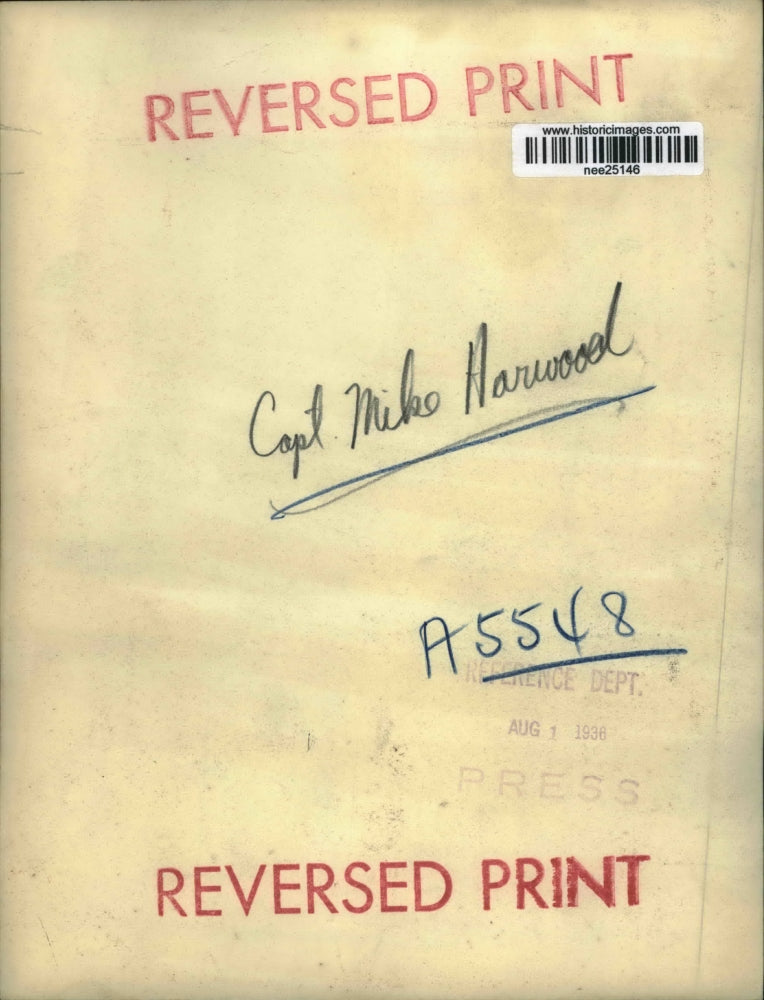 REVERSED PRINT
www.historicimages.com
nee25146
Capt. Mike Harwood
A5548
REFERENCE DEPT.
AUG 1 1936
PRESS
REVERSED PRINT